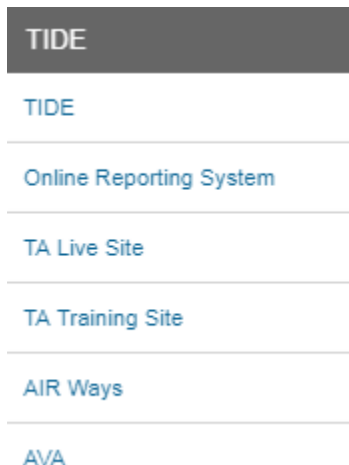 TIDE
TIDE
Online Reporting System
TA Live Site
TA Training Site
AIR Ways
AVA